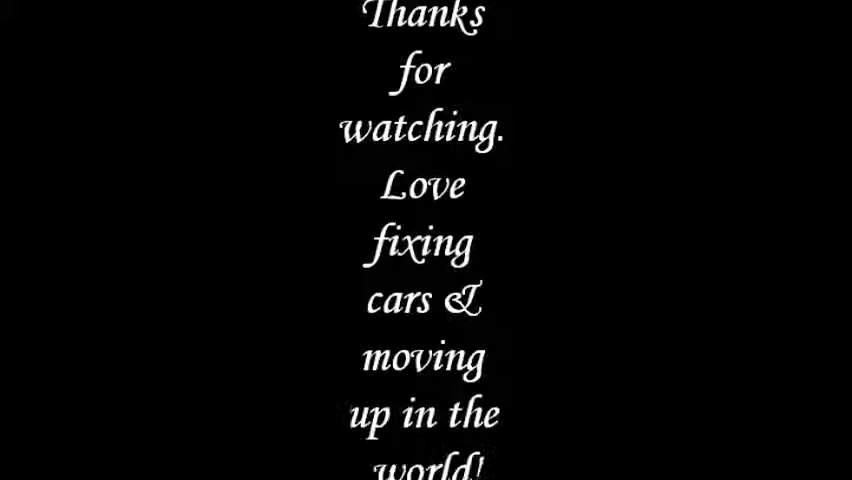 Thanks
for
watching.
Love
fixing
cars &
moving
up in the
world!